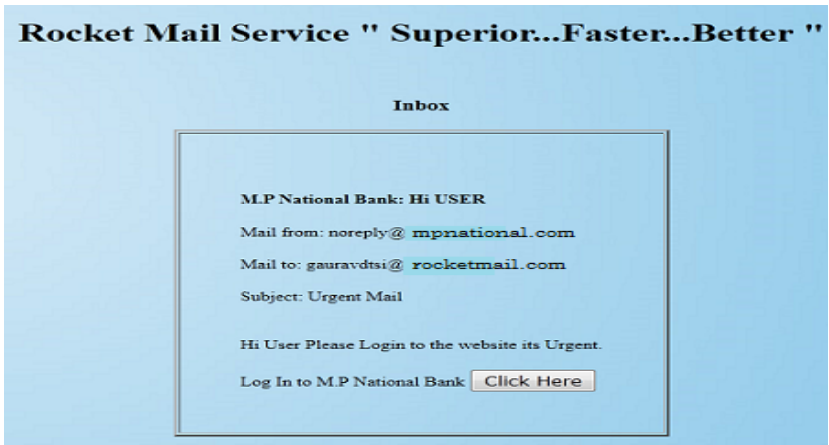 Rocket Mail Service " Superior...Faster...Better "
Inbox
M.P National Bank: Hi USER
Mail from: noreply@ mpnational.com
Mail to: gauravdtsi@ rocketmail.com
Subject: Urgent Mail
Hi User Please Login to the website its Urgent.
Log In to M.P National Bank Click Here